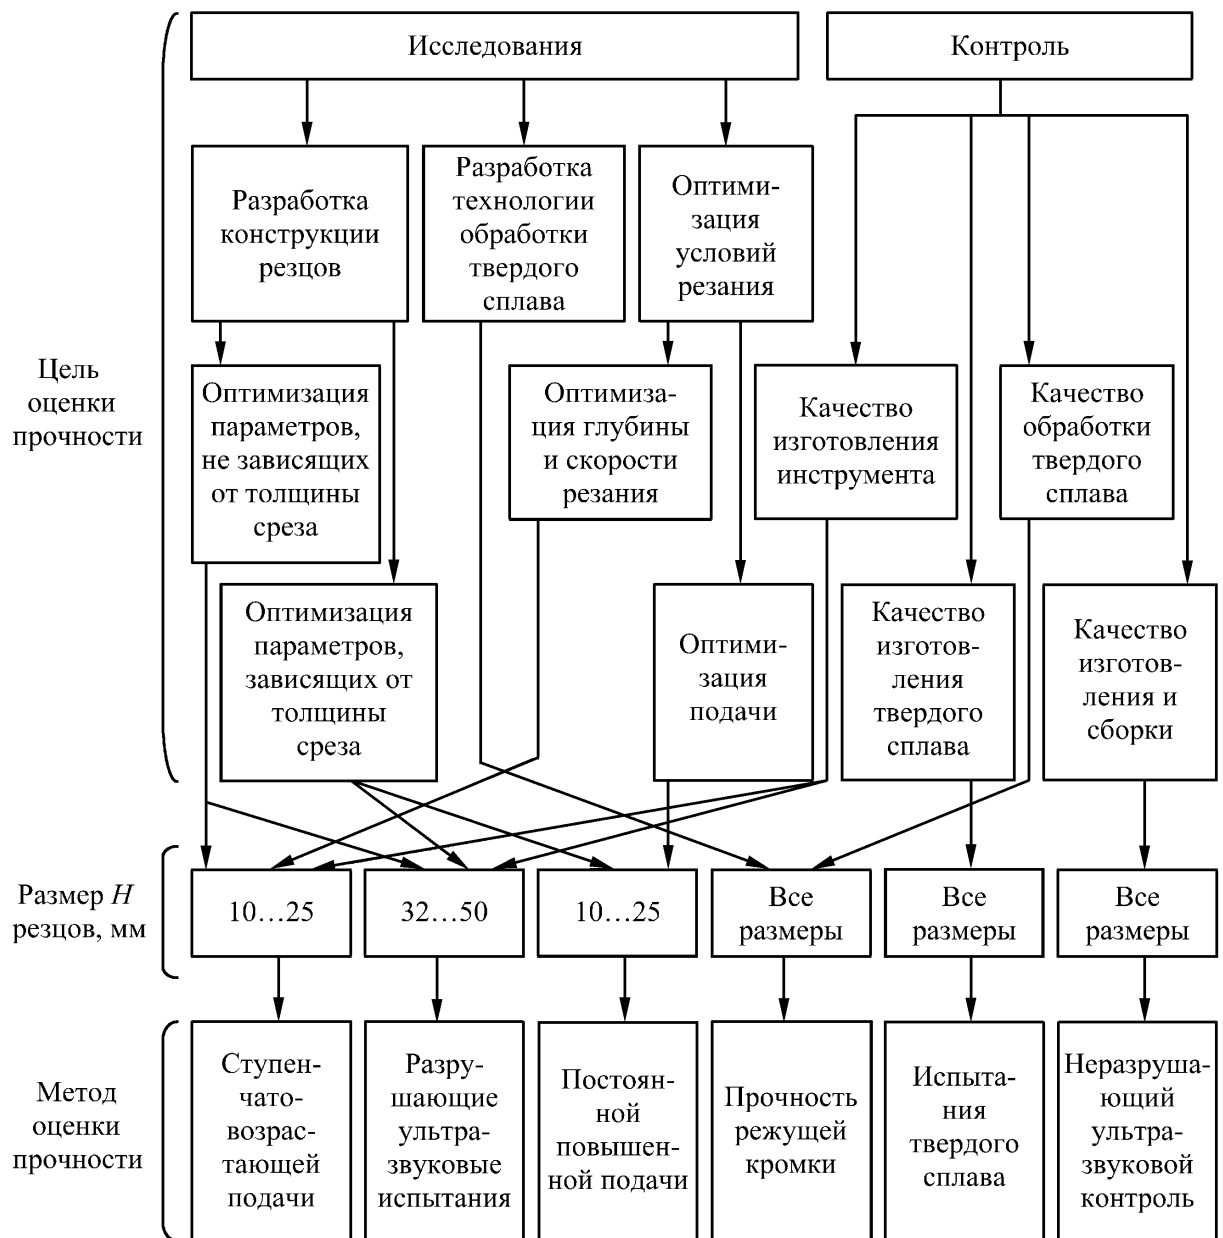 Исследования
Контроль
Разработка
конструкции
резцов
Разработка
технологии
обработки
твердого
сплава
Оптими-
зация
условий
резания
Цель
оценки
прочности
Оптимизация
параметров,
не зависящих
от толщины
среза
Оптимиза-
ция глубины
и скорости
резания
Качество
изготовления
инструмента
Качество
обработки
твердого
сплава
Оптимизация
параметров,
зависящих от
толщины
среза
Оптими-
зация
подачи
Качество
изготов-
ления
твердого
сплава
Качество
изготов-
ления и
сборки
Размер H
резцов, мм
10...25
32...50
10...25
Все
размеры
Все
размеры
Все
размеры
Метод
оценки
прочности
Ступен-
чато-
возрас-
тающей
подачи
Разру-
шающие
ультра-
звуковые
испытания
Постоян-
ной
повышен-
ной подачи
Прочность
режущей
кромки
Испыта-
ния
твердого
сплава
Неразруша-
ющий
ультра-
звуковой
контроль